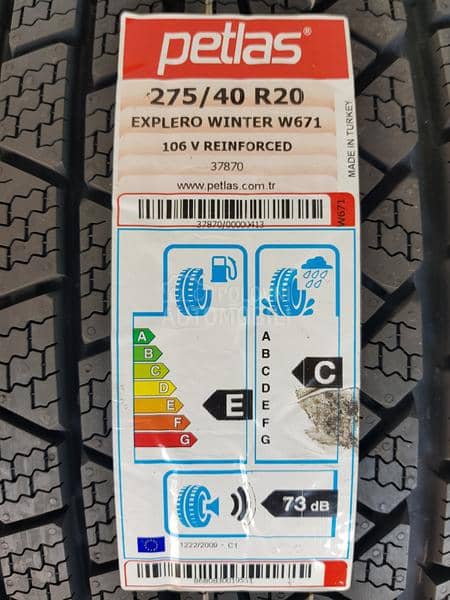 petlas®
275/40 R20
EXPLERO WINTER W671
106 V REINFORCED
37870
www.petlas.com.tr
MADE IN TURKEY
W671
37870/00000413
A
B
C
D
E
F
G
E
A
B
C
D
E
F
G
C
73 dB
1222/2009 - C1